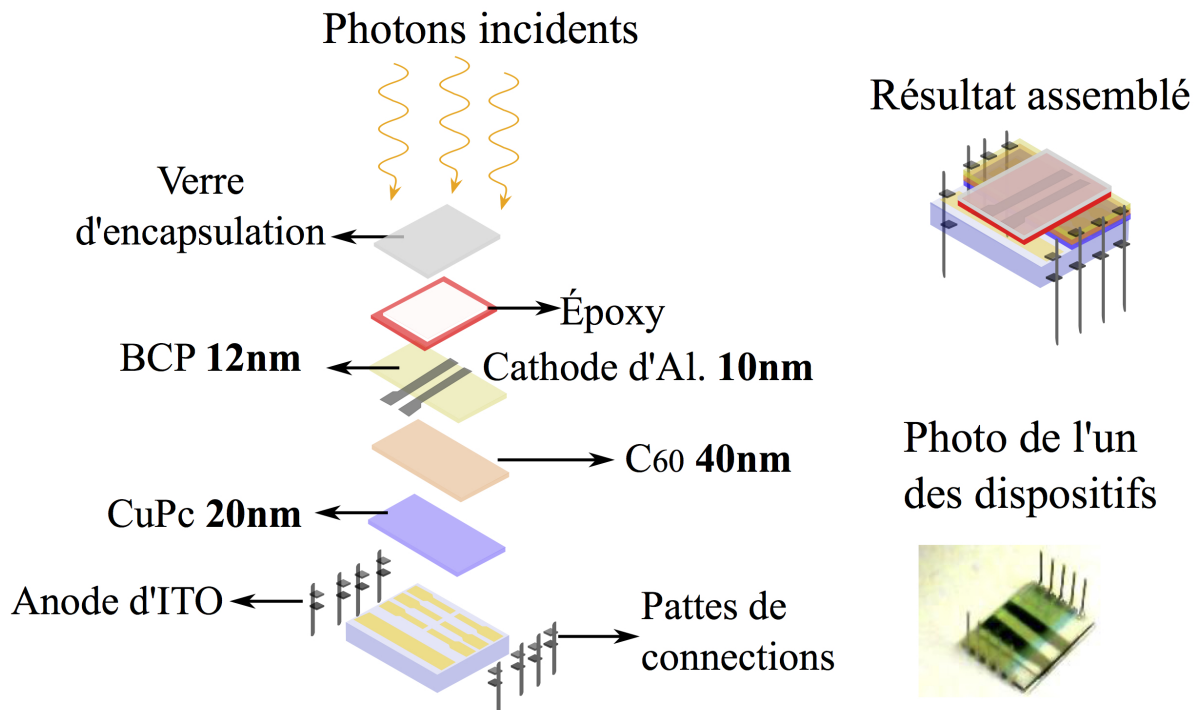 Photons incidents
Résultat assemblé
Verre
d'encapsulation
Époxy
BCP 12nm
Cathode d'Al. 10nm
C60 40nm
Photo de l'un
des dispositifs
CuPc 20nm
Anode d'ITO
Pattes de
connections